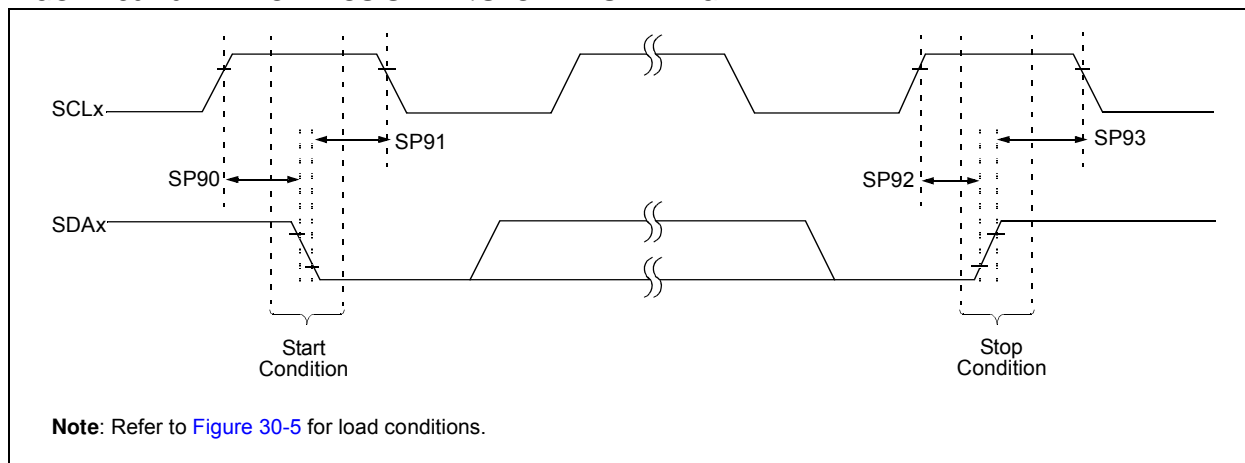 SCLx
SP91
SP93
SP90
SP92
SDAx
Start
Condition
Stop
Condition
Note: Refer to Figure 30-5 for load conditions.